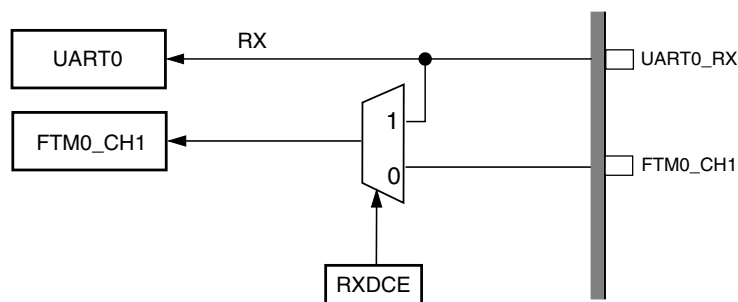 RX
UART0
UART0_RX
1
FTM0_CH1
0
FTM0_CH1
RXDCE